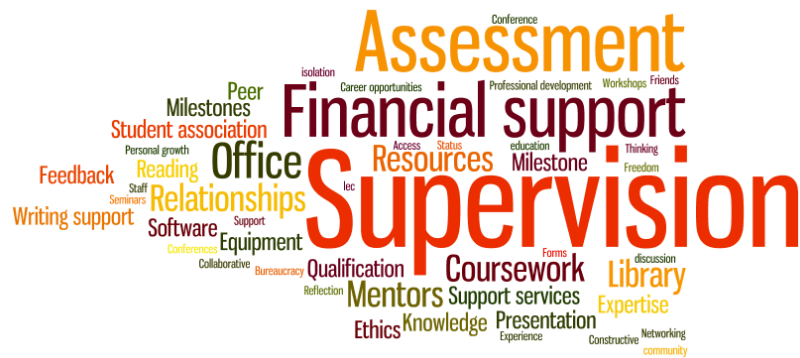 Conference
Assessment
isolation
Career opportunities
Professional development
Workshops
Friends
Peer
Milestones
Financial support
Student association
Personal growth
Office
Access
Status
education
Thinking
Resources
Milestone
Freedom
Feedback
Reading
Staff
Seminars
Relationships
lec
Supervision
Writing support
Software
Support
Conferences
Equipment
Collaborative
Bureaucracy
Qualification
Coursework
Forms
discussion
Library
Reflection
Mentors
Support services
Expertise
Ethics
Knowledge
Presentation
Experience
Constructive
Networking
community